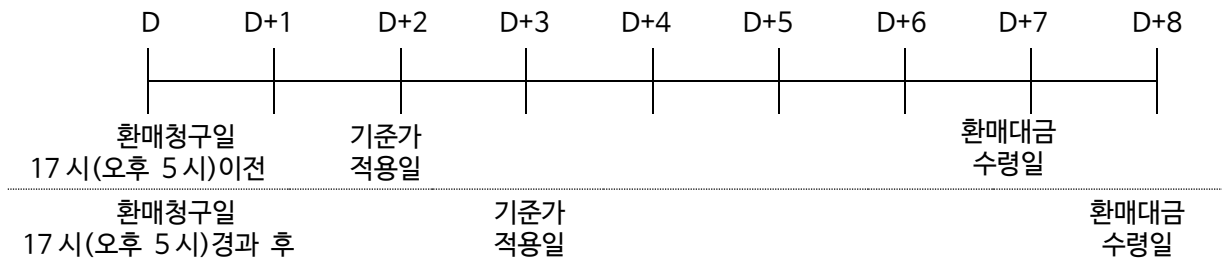 D D+1 D+2 D+3 D+4 D+5 D+6 D+7 D+8
환매청구일 기준가 환매대금
17시(오후 5시)이전 적용일 수령일
환매청구일 기준가 환매대금
17시(오후 5시)경과 후 적용일 수령일